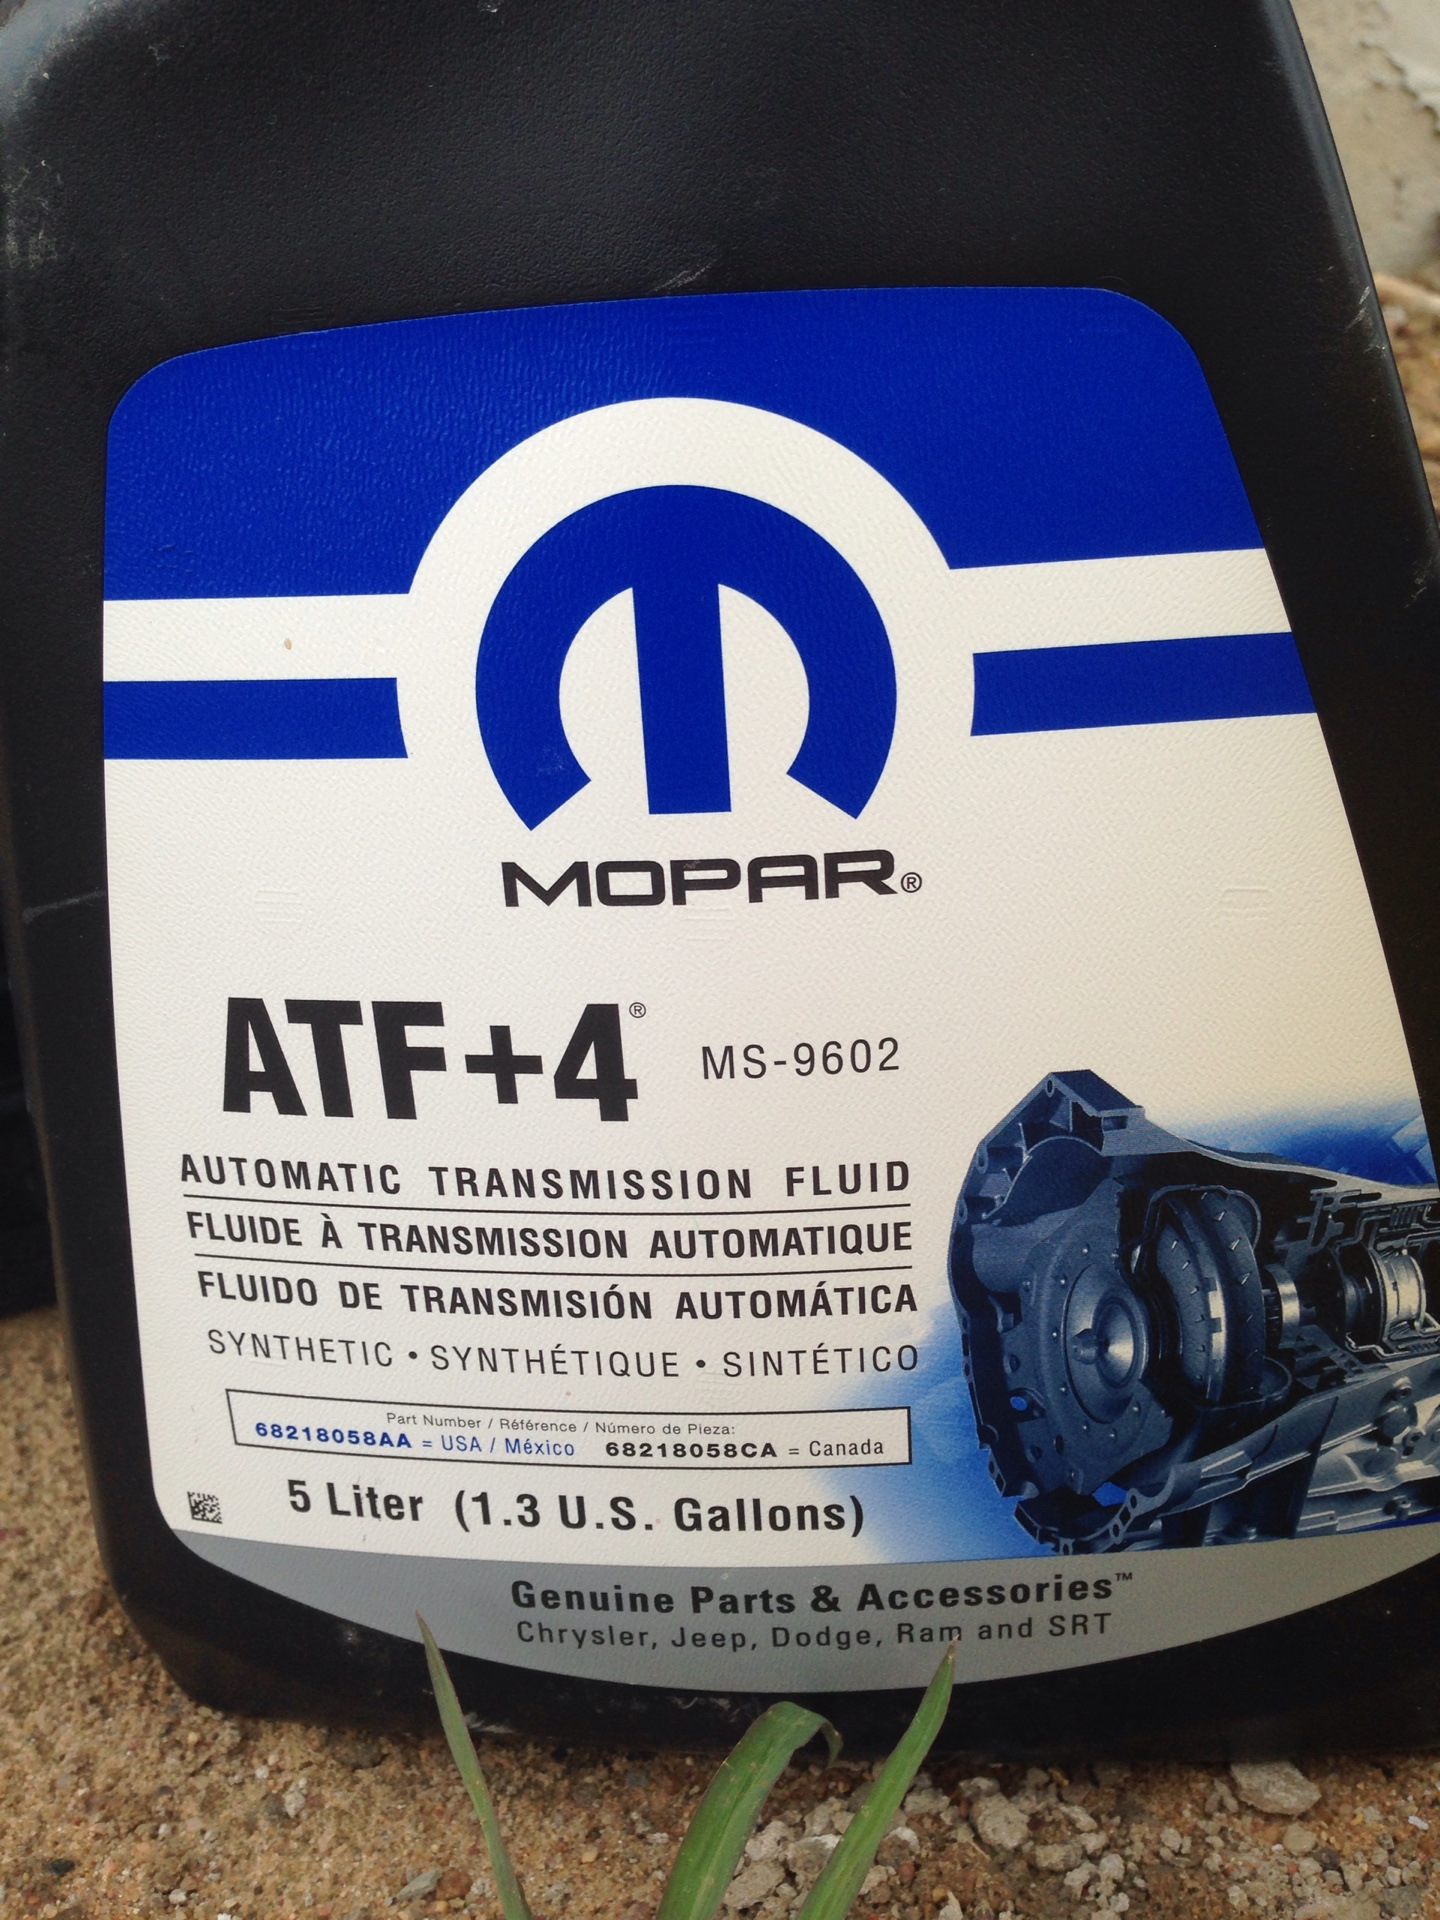 MOPAR®
ATF+4® MS-9602
AUTOMATIC TRANSMISSION FLUID
FLUIDE À TRANSMISSION AUTOMATIQUE
FLUIDO DE TRANSMISIÓN AUTOMÁTICA
SYNTHETIC • SYNTHÉTIQUE • SINTÉTICO
Part Number / Référence / Número de Pieza:
68218058AA = USA / México 68218058CA = Canada
5 Liter (1.3 U.S. Gallons)
Genuine Parts & Accessories™
Chrysler, Jeep, Dodge, Ram and SRT